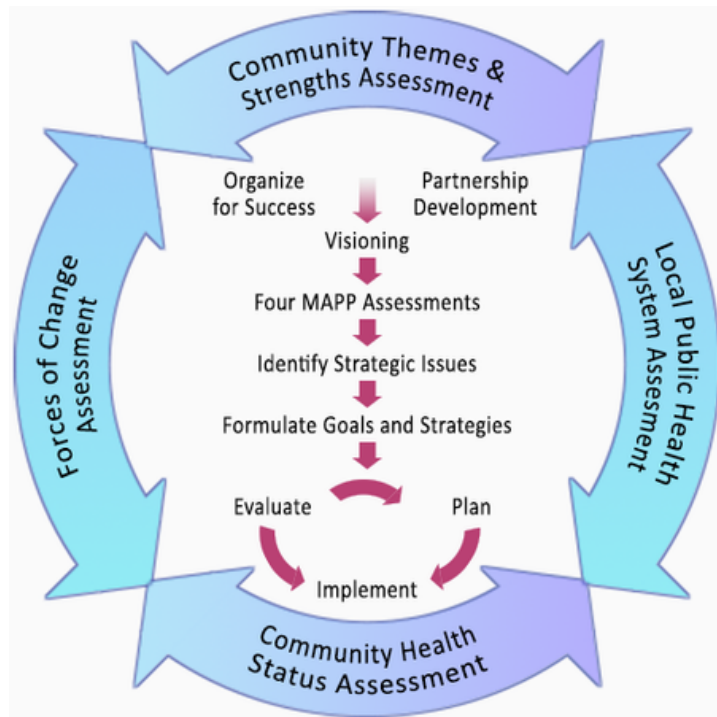 Community Themes &
Strengths Assessment
Organize
for Success
Partnership
Development
Visioning
Four MAPP Assessments
Identify Strategic Issues
Formulate Goals and Strategies
Evaluate
Plan
Implement
Forces of Change
Assessment
Local Public Health
System Assessment
Community Health
Status Assessment